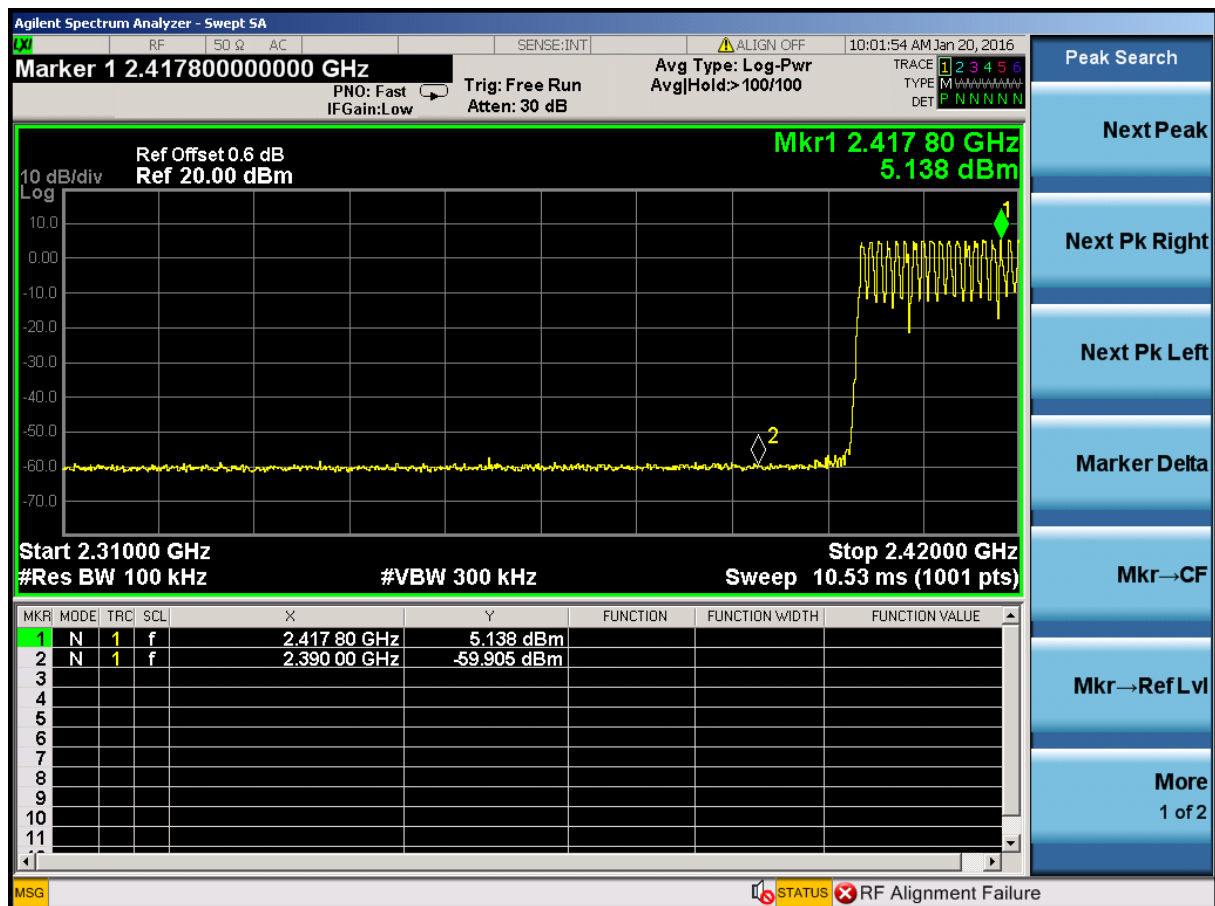 Agilent Spectrum Analyzer - Swept SA
LXI RF 50 Ω AC SENSE:INT ALIGN OFF 10:01:54 AM Jan 20, 2016
Marker 1 2.417800000000 GHz
PNO: Fast
IFGain:Low
Trig: Free Run
Atten: 30 dB
Avg Type: Log-Pwr
Avg|Hold:>100/100
TRACE 1 2 3 4 5 6
TYPE M WWWWW
DET P N N N N N
Ref Offset 0.6 dB
Ref 20.00 dBm
10 dB/div
Log
Mkr1 2.417 80 GHz
5.138 dBm
10.0
0.00
-10.0
-20.0
-30.0
-40.0
-50.0
-60.0
-70.0
1
2
Start 2.31000 GHz
Stop 2.42000 GHz
#Res BW 100 kHz
#VBW 300 kHz
Sweep 10.53 ms (1001 pts)
MKR MODE TRC SCL X Y FUNCTION FUNCTION WIDTH FUNCTION VALUE
1 N 1 f 2.417 80 GHz 5.138 dBm
2 N 1 f 2.390 00 GHz -59.905 dBm
3
4
5
6
7
8
9
10
11
MSG
STATUS RF Alignment Failure
Peak Search
Next Peak
Next Pk Right
Next Pk Left
Marker Delta
Mkr→CF
Mkr→Ref Lvl
More
1 of 2